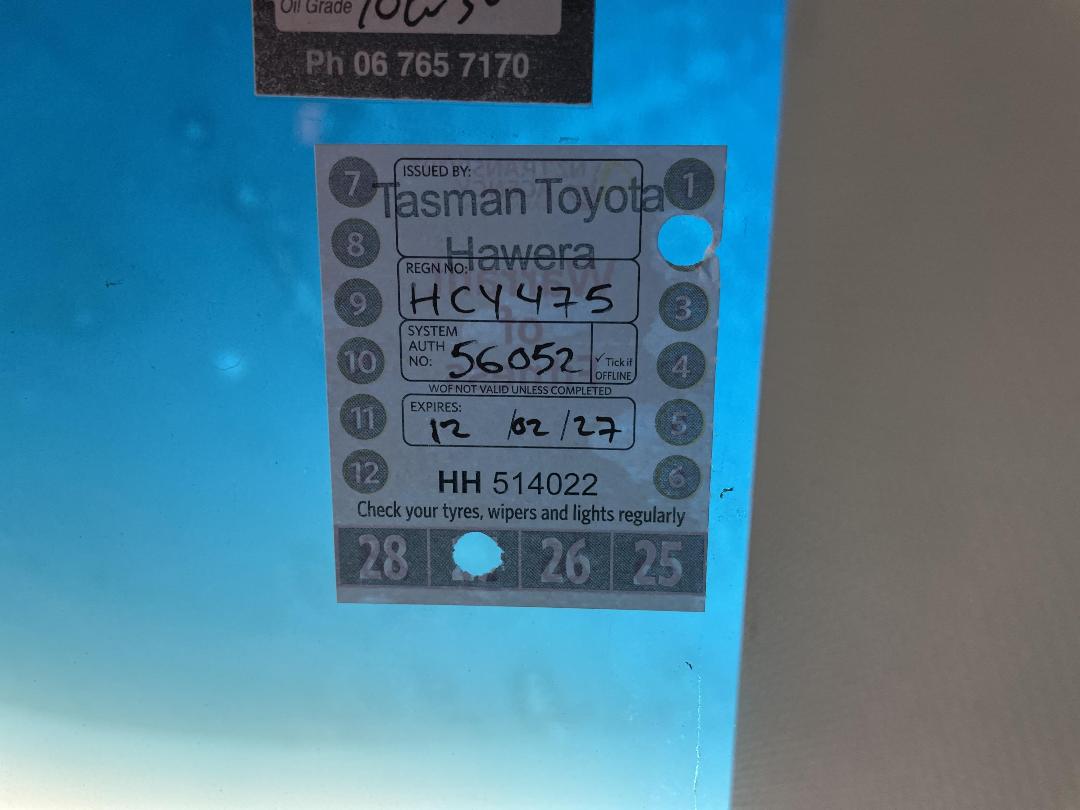 Oil Grade 10W30
Ph 06 765 7170
7
ISSUED BY:
1
Tasman Toyota
8
Hawera
REGN NO:
9
HCY475
3
SYSTEM
AUTH
NO: 56052
✓ Tick if
OFFLINE
10
4
WOF NOT VALID UNLESS COMPLETED
11
EXPIRES:
12 /02/27
5
12
HH 514022
6
Check your tyres, wipers and lights regularly
28
26
25